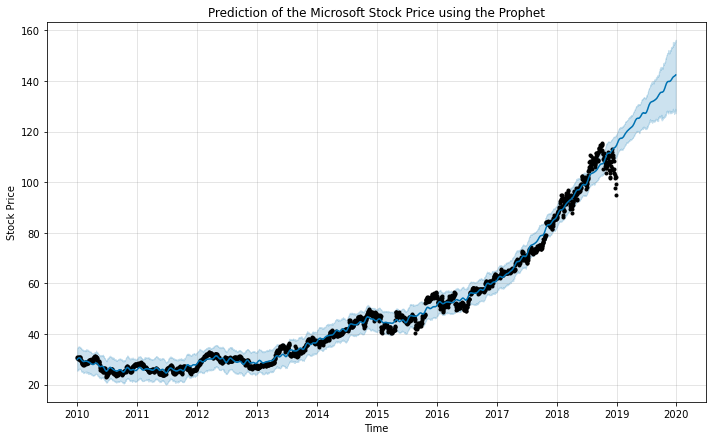 Prediction of the Microsoft Stock Price using the Prophet
160
140
120
100
80
60
40
20
Stock Price
2010 2011 2012 2013 2014 2015 2016 2017 2018 2019 2020
Time